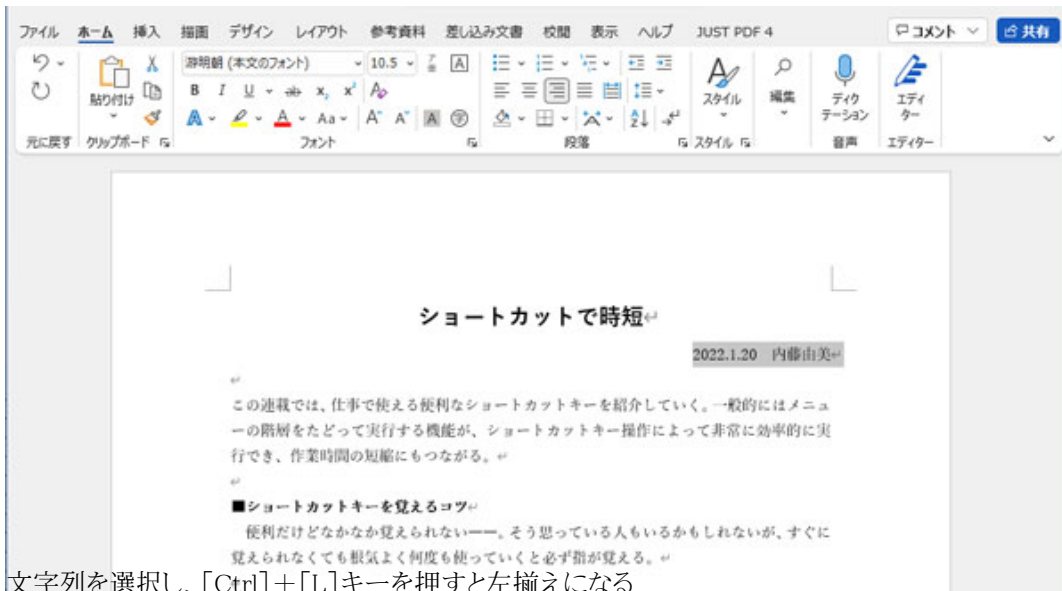 ファイル ホーム 挿入 描画 デザイン レイアウト 参考資料 差し込み文書 校閲 表示 ヘルプ JUST PDF 4 コメント 共有
游明朝 (本文のフォント) 10.5
貼り付け B I U ab x₂ x² A スタイル 編集 ディク テーション エディ ター
A A Aa A^ A˅ A 字
元に戻す クリップボード フォント 段落 スタイル 音声 エディター
ショートカットで時短
2022.1.20 内藤由美
この連載では、仕事で使える便利なショートカットキーを紹介していく。一般的にはメニュ
ーの階層をたどって実行する機能が、ショートカットキー操作によって非常に効率的に実
行でき、作業時間の短縮にもつながる。
■ショートカットキーを覚えるコツ
便利だけどなかなか覚えられない――。そう思っている人もいるかもしれないが、すぐに
覚えられなくても根気よく何度も使っていくと必ず指が覚える。
文字列を選択し、「Ctrl」+「L」キーを押すと左揃えになる